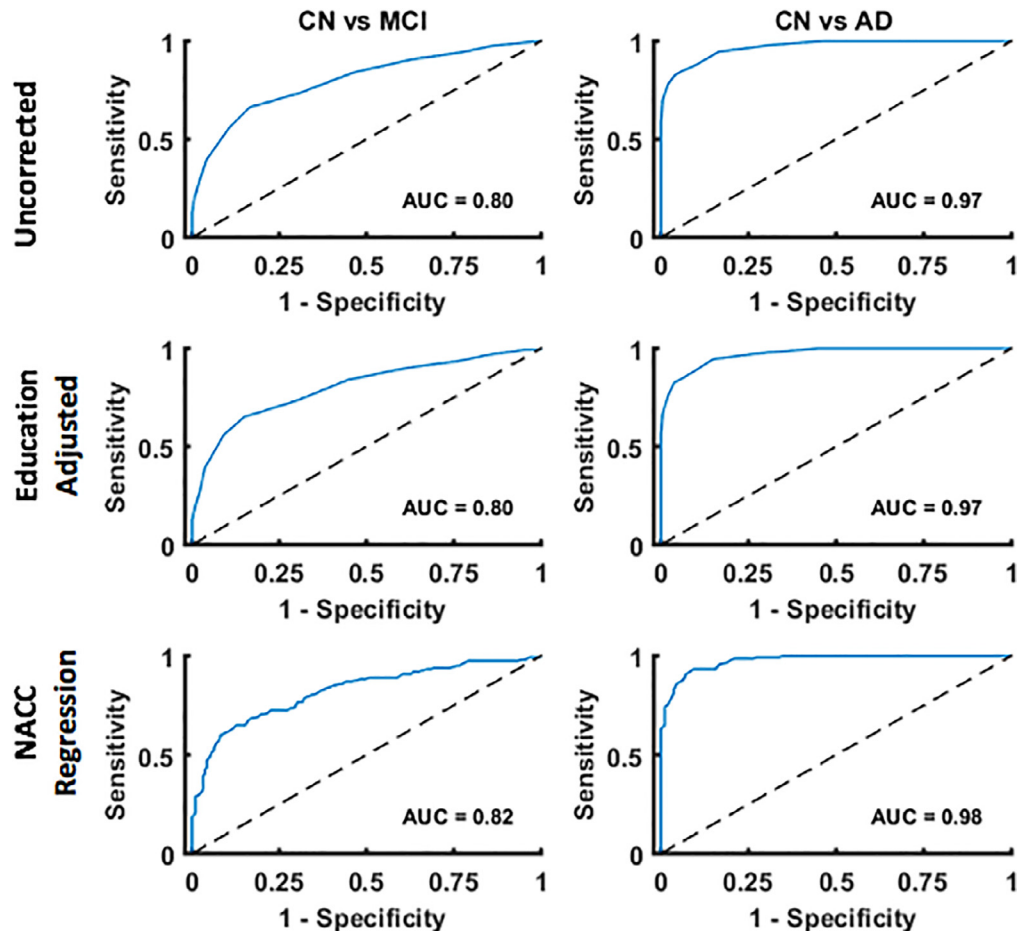 CN vs MCI
CN vs AD
Uncorrected
Sensitivity
1
0.5
0
AUC = 0.80
0 0.25 0.5 0.75 1
1 - Specificity
Sensitivity
1
0.5
0
AUC = 0.97
0 0.25 0.5 0.75 1
1 - Specificity
Education
Adjusted
Sensitivity
1
0.5
0
AUC = 0.80
0 0.25 0.5 0.75 1
1 - Specificity
Sensitivity
1
0.5
0
AUC = 0.97
0 0.25 0.5 0.75 1
1 - Specificity
NACC
Regression
Sensitivity
1
0.5
0
AUC = 0.82
0 0.25 0.5 0.75 1
1 - Specificity
Sensitivity
1
0.5
0
AUC = 0.98
0 0.25 0.5 0.75 1
1 - Specificity